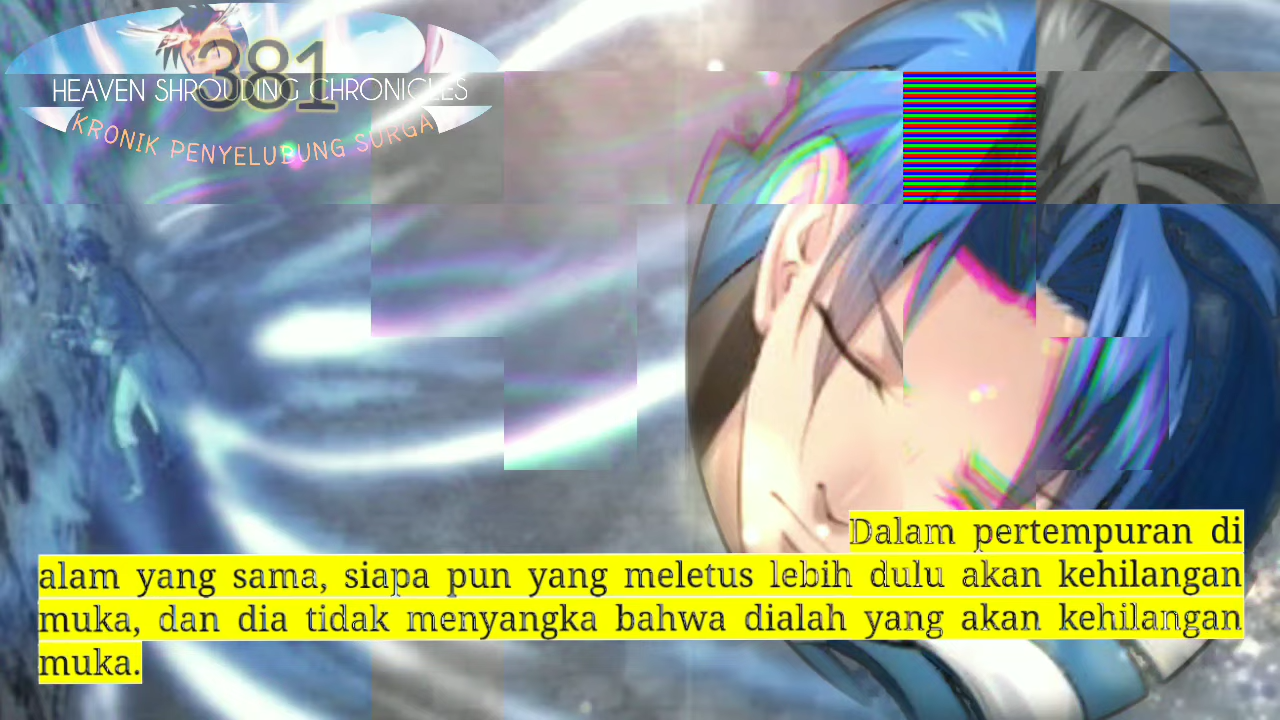 381
HEAVEN SHROUDING CHRONICLES
KRONIK PENYELUBUNG SURGA
Dalam pertempuran di
alam yang sama, siapa pun yang meletus lebih dulu akan kehilangan
muka, dan dia tidak menyangka bahwa dialah yang akan kehilangan
muka.